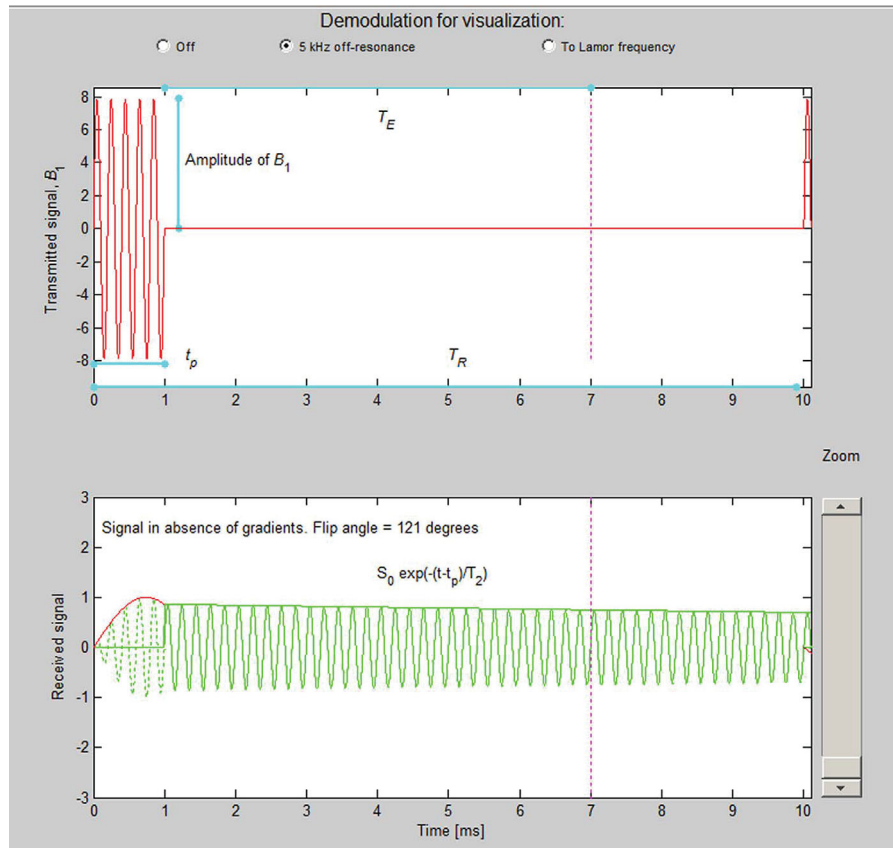 Demodulation for visualization:
Off
5 kHz off-resonance
To Lamor frequency
Transmitted signal, B1
8
6
4
2
0
-2
-4
-6
-8
TE
Amplitude of B1
tp
TR
0 1 2 3 4 5 6 7 8 9 10
Zoom
Received signal
3
2
1
0
-1
-2
-3
Signal in absence of gradients. Flip angle = 121 degrees
S0 exp(-(t-tp)/T2)
0 1 2 3 4 5 6 7 8 9 10
Time [ms]